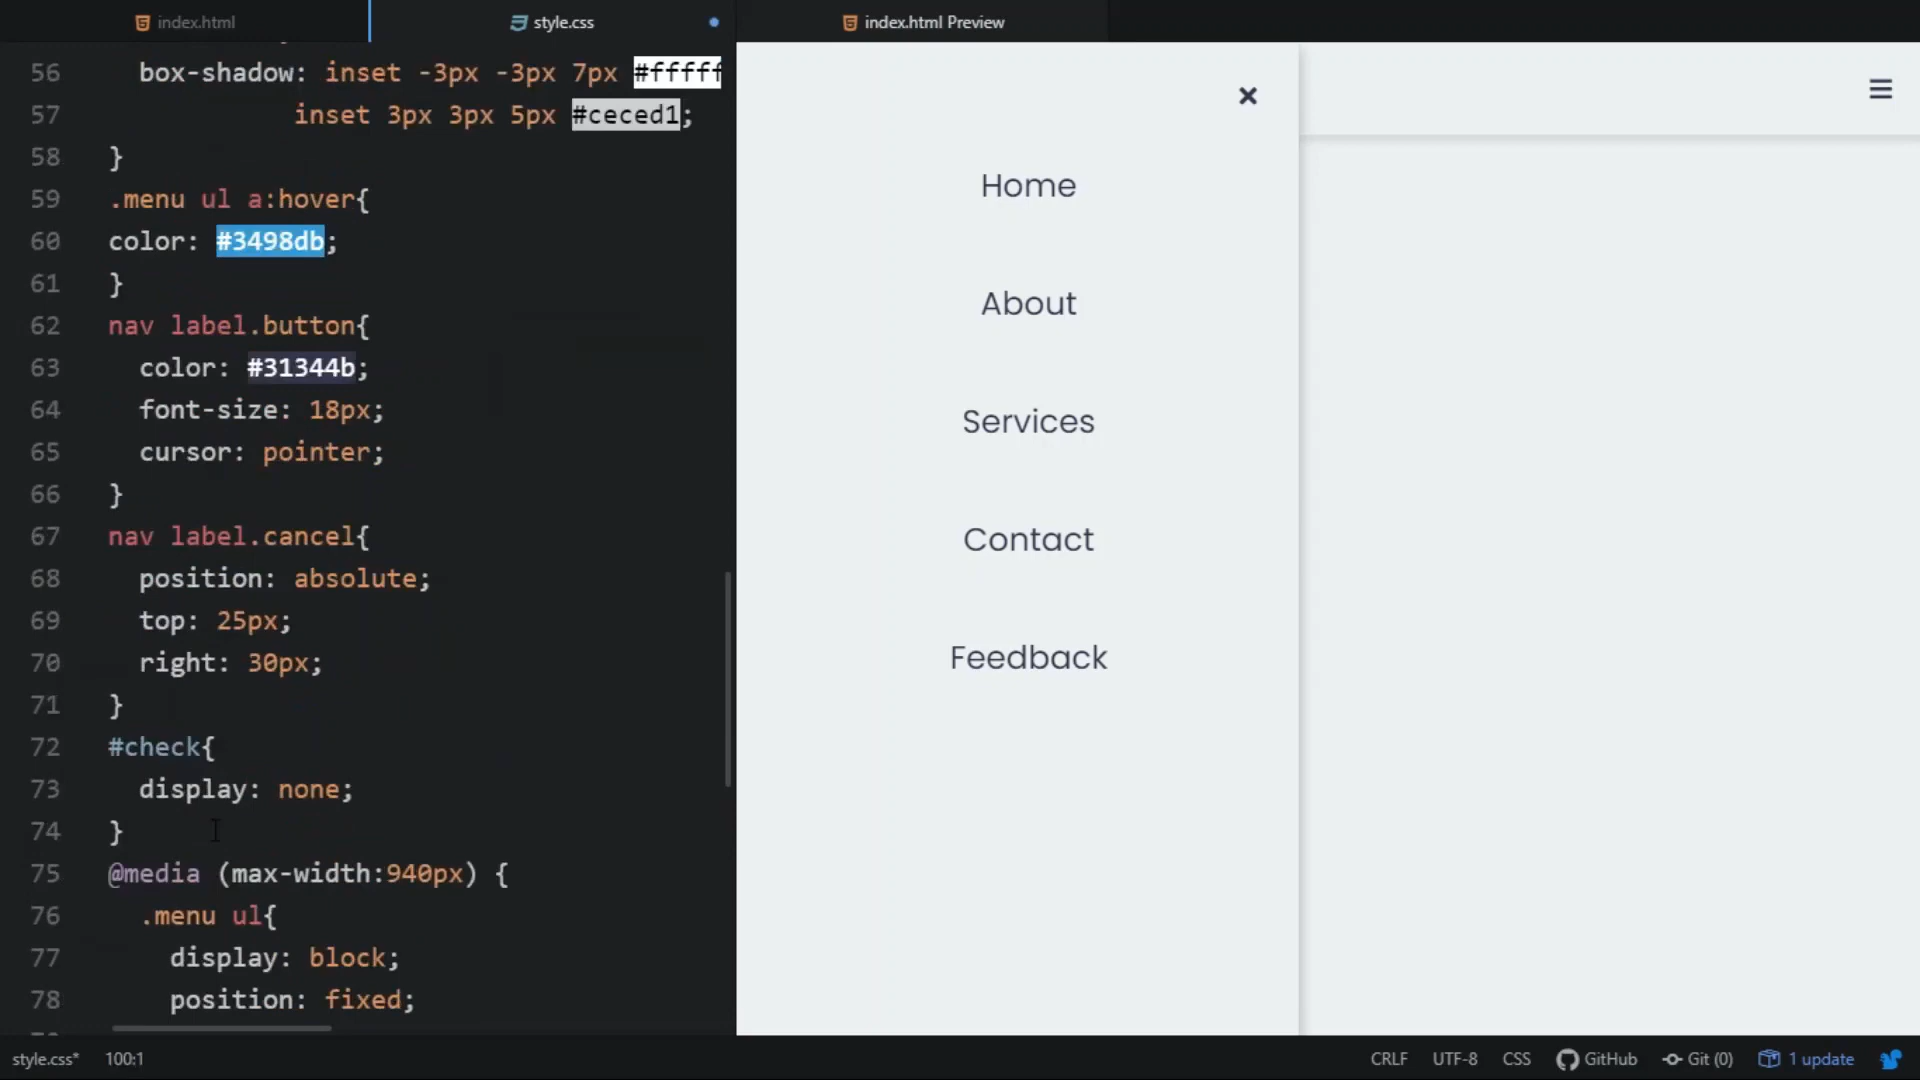 index.html
style.css
index.html Preview
56 box-shadow: inset -3px -3px 7px #fffff
57 inset 3px 3px 5px #ceced1;
58 }
59 .menu ul a:hover{
60 color: #3498db;
61 }
62 nav label.button{
63 color: #31344b;
64 font-size: 18px;
65 cursor: pointer;
66 }
67 nav label.cancel{
68 position: absolute;
69 top: 25px;
70 right: 30px;
71 }
72 #check{
73 display: none;
74 }
75 @media (max-width:940px) {
76 .menu ul{
77 display: block;
78 position: fixed;
Home
About
Services
Contact
Feedback
style.css* 100:1
CRLF UTF-8 CSS GitHub Git (0) 1 update